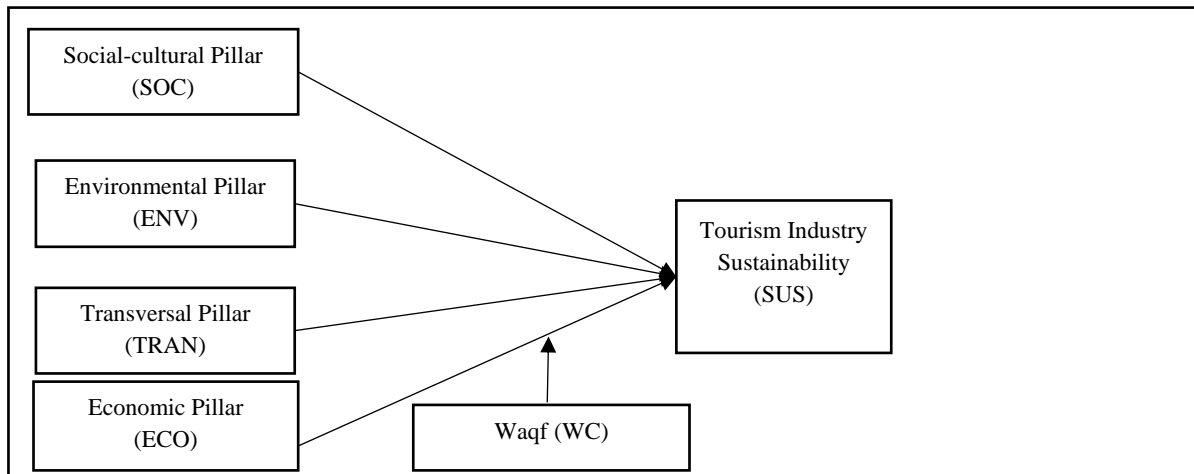 Social-cultural Pillar
(SOC)
Environmental Pillar
(ENV)
Transversal Pillar
(TRAN)
Economic Pillar
(ECO)
Waqf (WC)
Tourism Industry
Sustainability
(SUS)